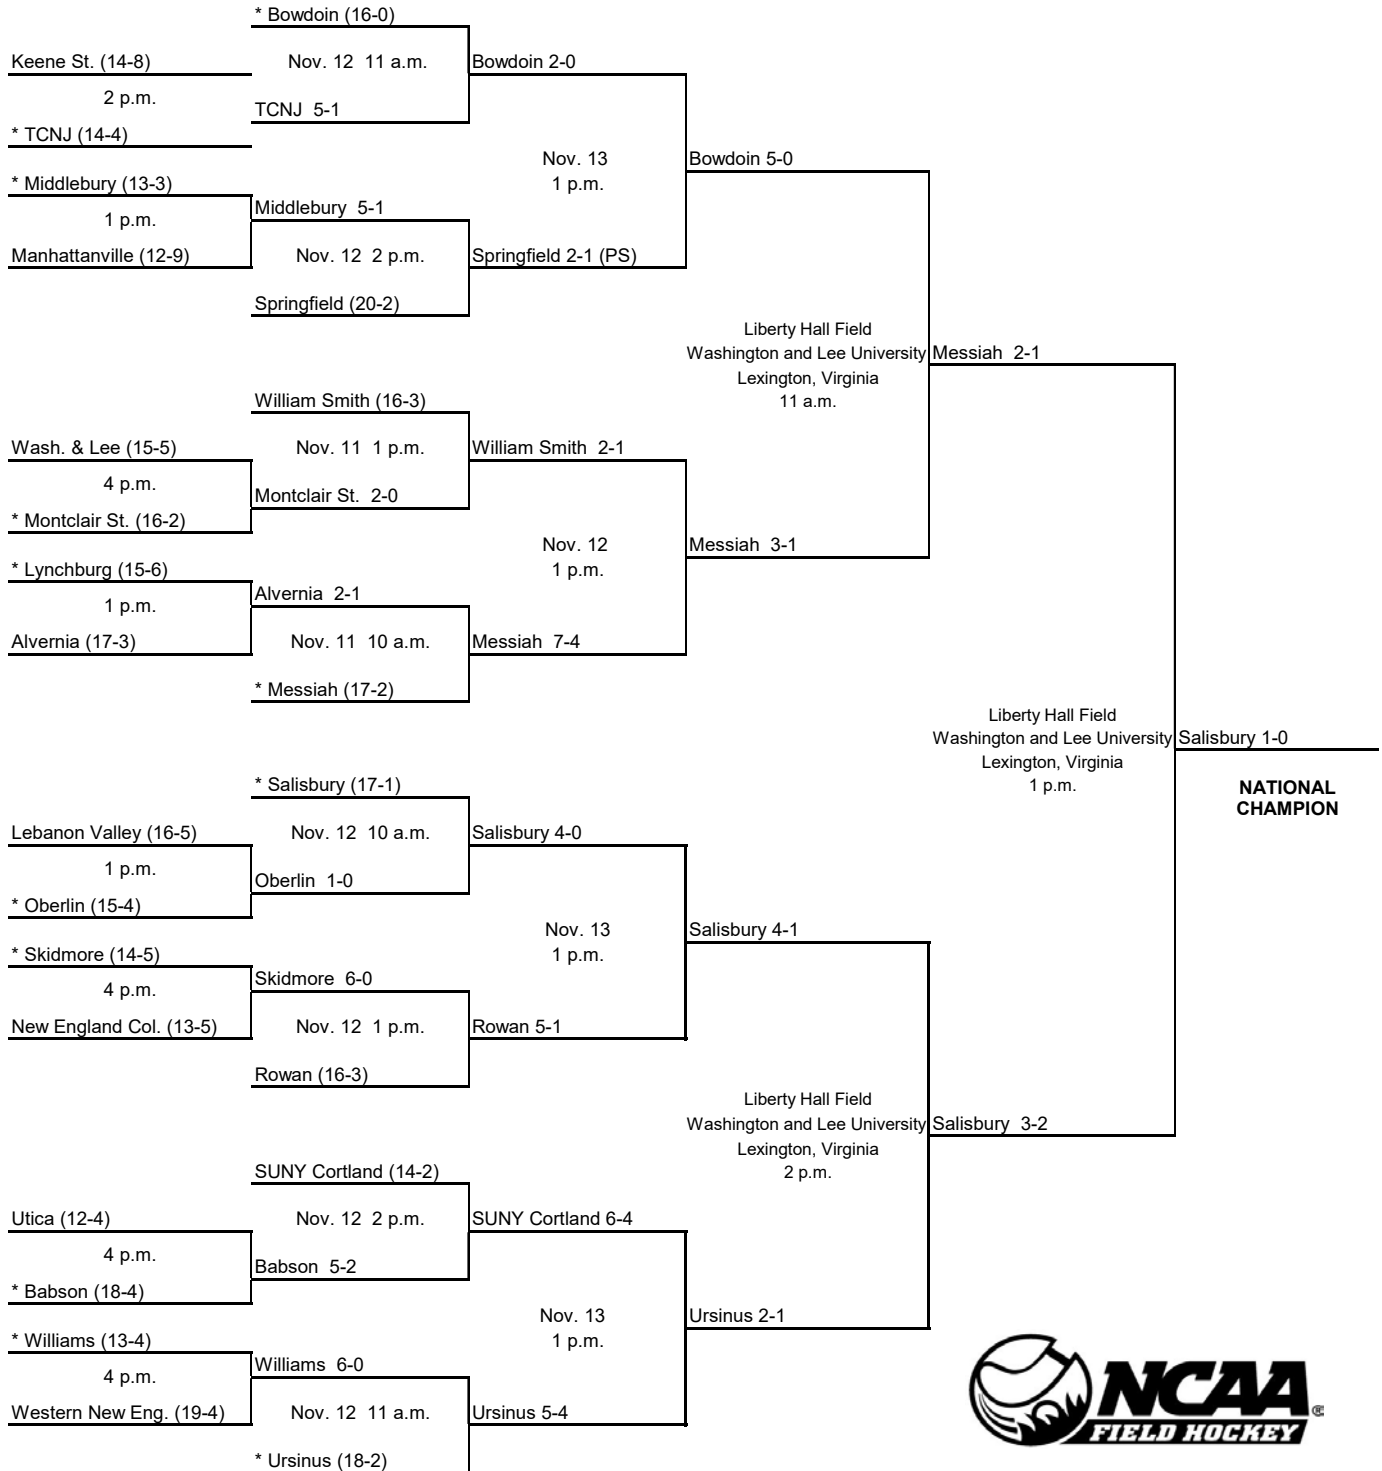 * Bowdoin (16-0)
Keene St. (14-8)
Nov. 12 11 a.m.
Bowdoin 2-0
2 p.m.
TCNJ 5-1
* TCNJ (14-4)
Nov. 13
1 p.m.
Bowdoin 5-0
* Middlebury (13-3)
1 p.m.
Middlebury 5-1
Manhattanville (12-9)
Nov. 12 2 p.m.
Springfield 2-1 (PS)
Springfield (20-2)
Liberty Hall Field
Washington and Lee University
Lexington, Virginia
11 a.m.
Messiah 2-1
William Smith (16-3)
Wash. & Lee (15-5)
Nov. 11 1 p.m.
William Smith 2-1
4 p.m.
Montclair St. 2-0
* Montclair St. (16-2)
Nov. 12
1 p.m.
Messiah 3-1
* Lynchburg (15-6)
1 p.m.
Alvernia 2-1
Alvernia (17-3)
Nov. 11 10 a.m.
Messiah 7-4
* Messiah (17-2)
Liberty Hall Field
Washington and Lee University
Lexington, Virginia
1 p.m.
Salisbury 1-0
NATIONAL
CHAMPION
* Salisbury (17-1)
Lebanon Valley (16-5)
Nov. 12 10 a.m.
Salisbury 4-0
1 p.m.
Oberlin 1-0
* Oberlin (15-4)
Nov. 13
1 p.m.
Salisbury 4-1
* Skidmore (14-5)
4 p.m.
Skidmore 6-0
New England Col. (13-5)
Nov. 12 1 p.m.
Rowan 5-1
Rowan (16-3)
Liberty Hall Field
Washington and Lee University
Lexington, Virginia
2 p.m.
Salisbury 3-2
SUNY Cortland (14-2)
Utica (12-4)
Nov. 12 2 p.m.
SUNY Cortland 6-4
4 p.m.
Babson 5-2
* Babson (18-4)
Nov. 13
1 p.m.
Ursinus 2-1
* Williams (13-4)
4 p.m.
Williams 6-0
Western New Eng. (19-4)
Nov. 12 11 a.m.
Ursinus 5-4
* Ursinus (18-2)
NCAA ®
FIELD HOCKEY